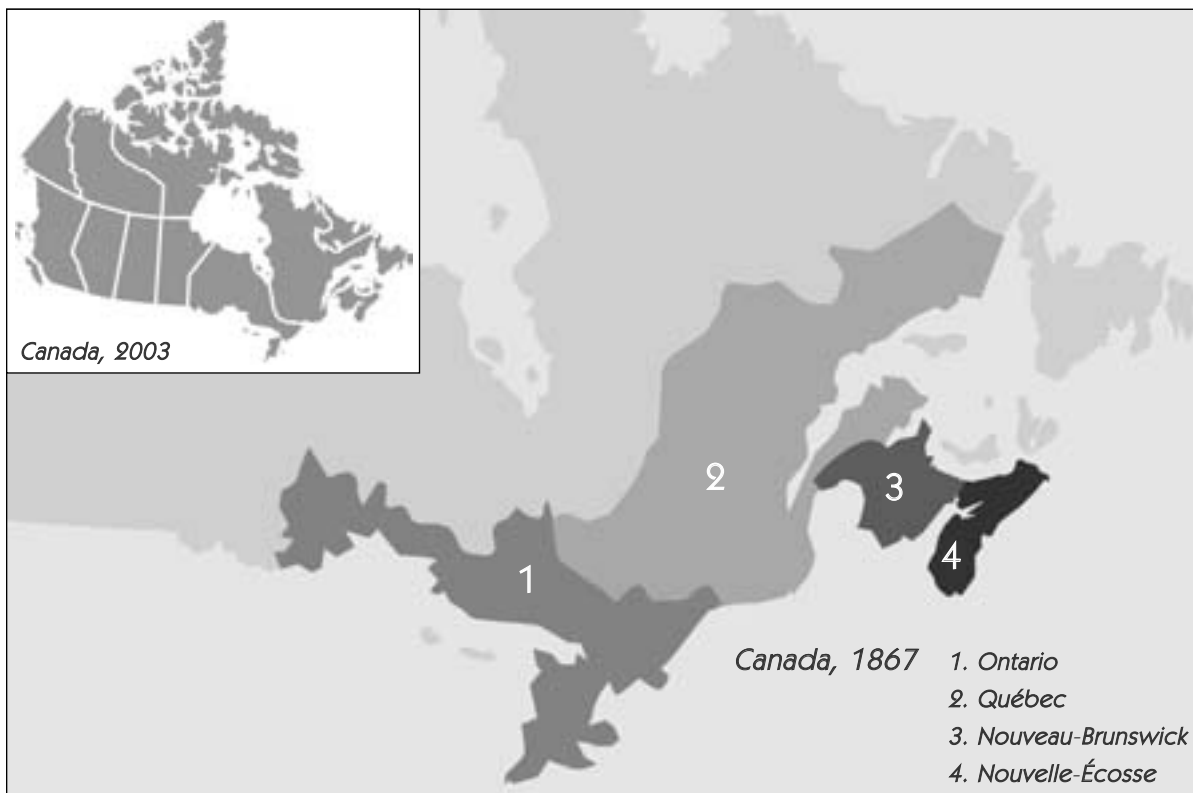 Canada, 2003
1
2
3
4
Canada, 1867
1. Ontario
2. Québec
3. Nouveau-Brunswick
4. Nouvelle-Écosse